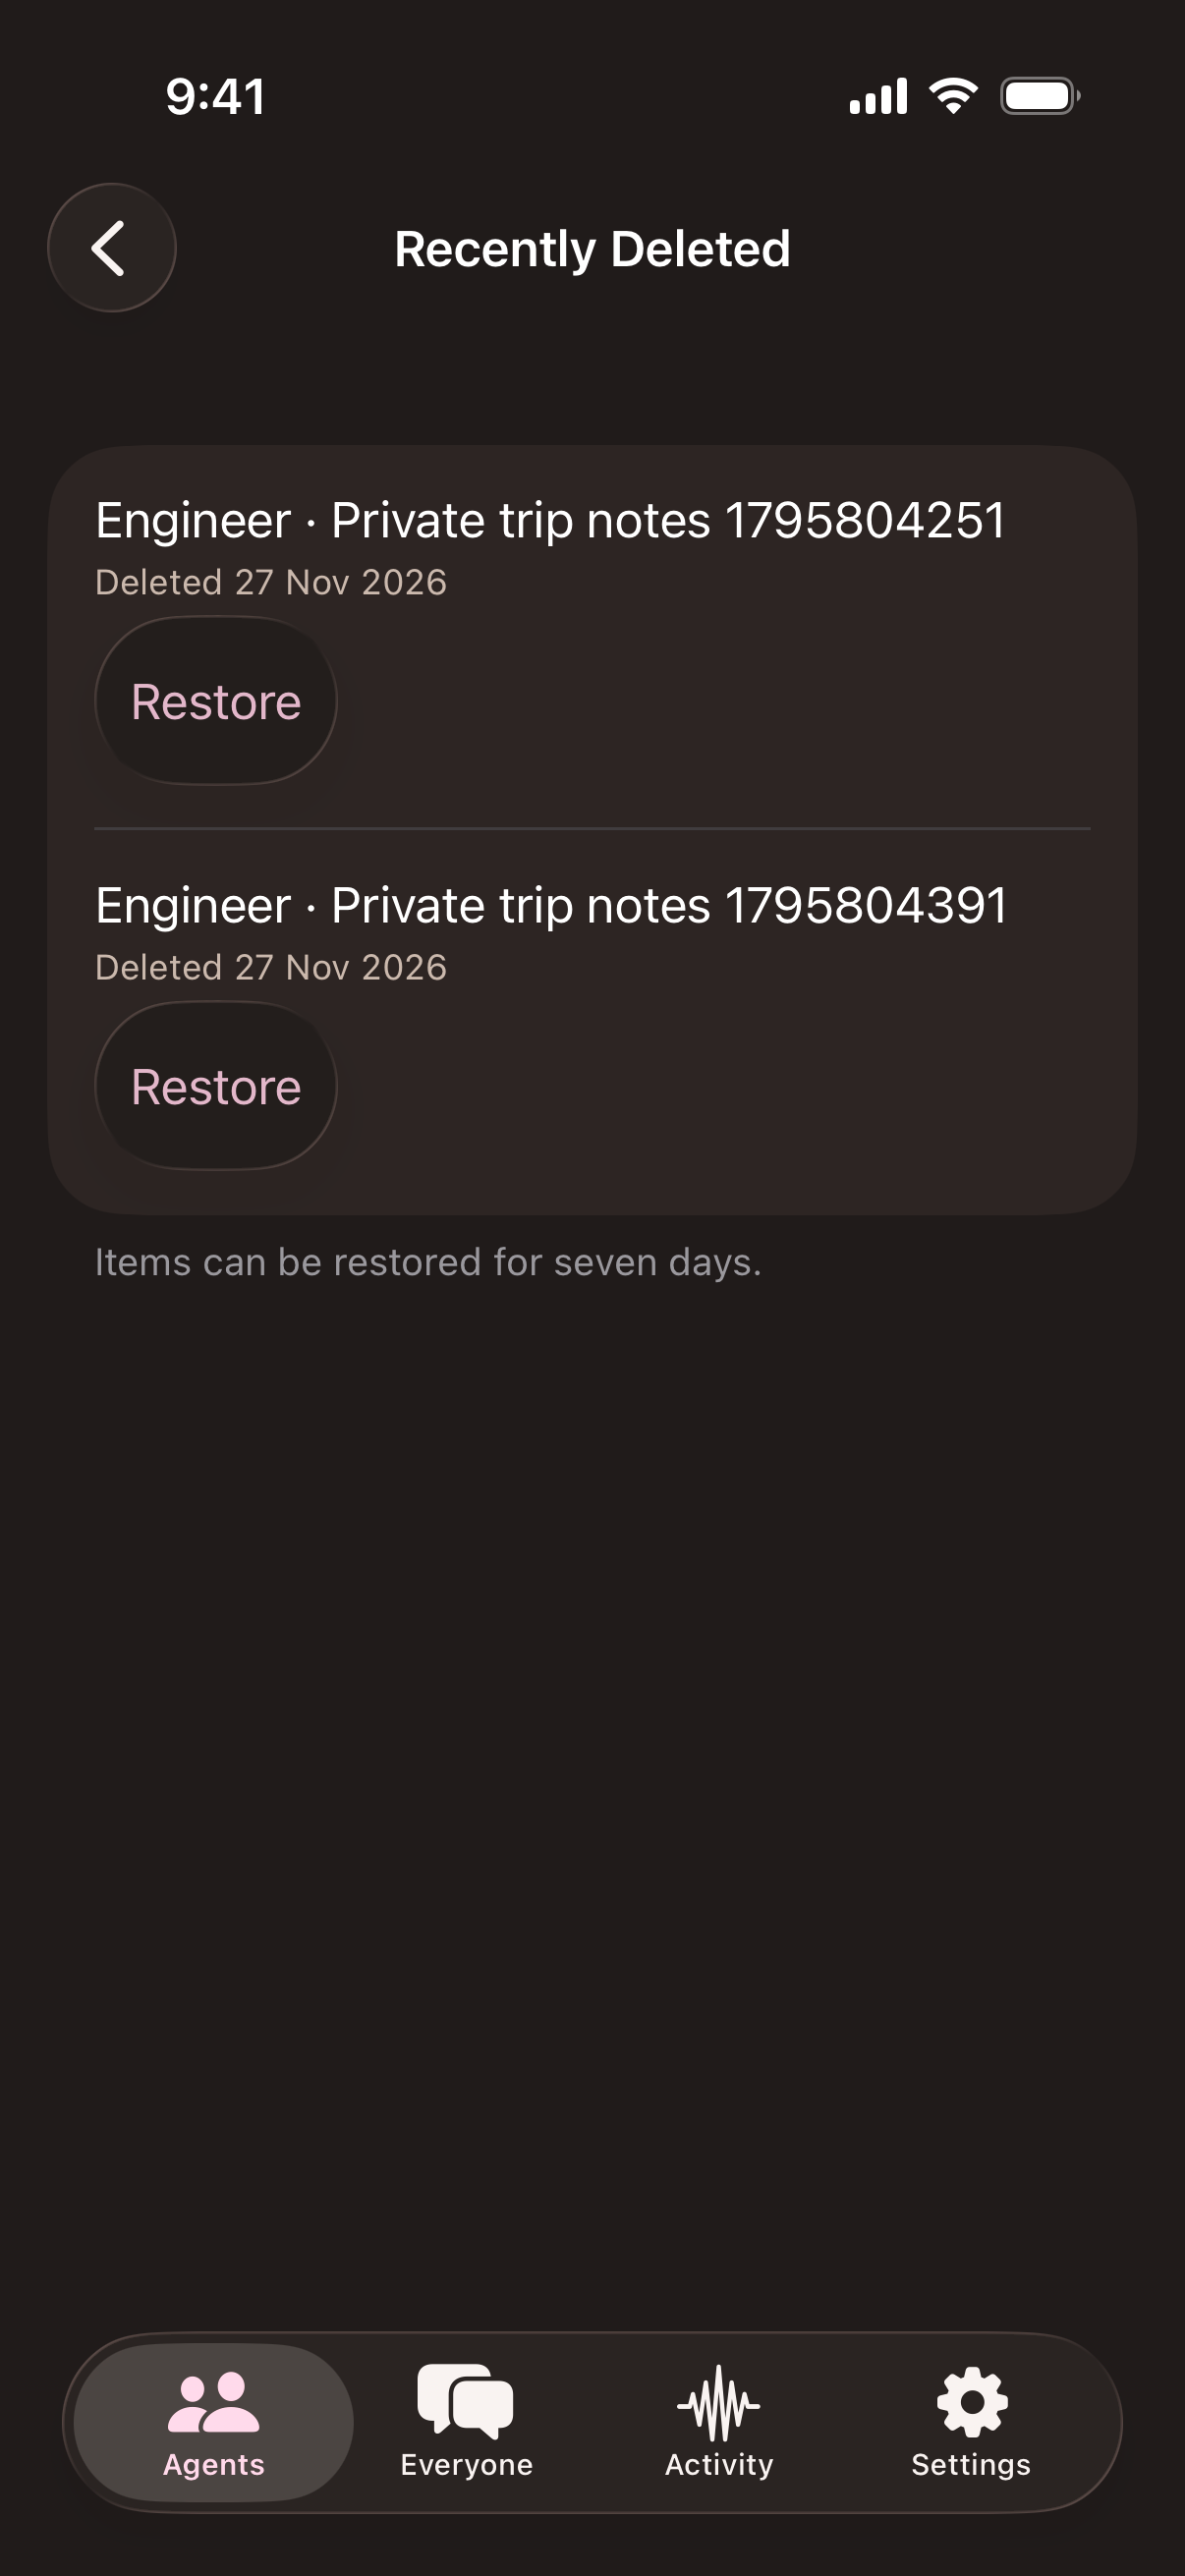 9:41
Recently Deleted
Engineer · Private trip notes 1795804251
Deleted 27 Nov 2026
Restore
Engineer · Private trip notes 1795804391
Deleted 27 Nov 2026
Restore
Items can be restored for seven days.
Agents
Everyone
Activity
Settings